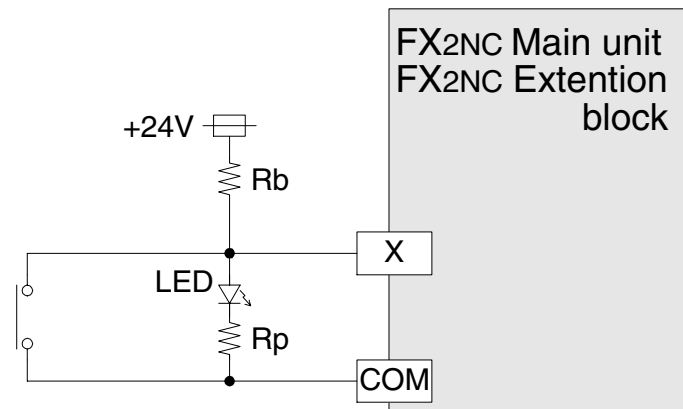 FX2NC Main unit
FX2NC Extention
block
+24V
Rb
X
LED
Rp
COM